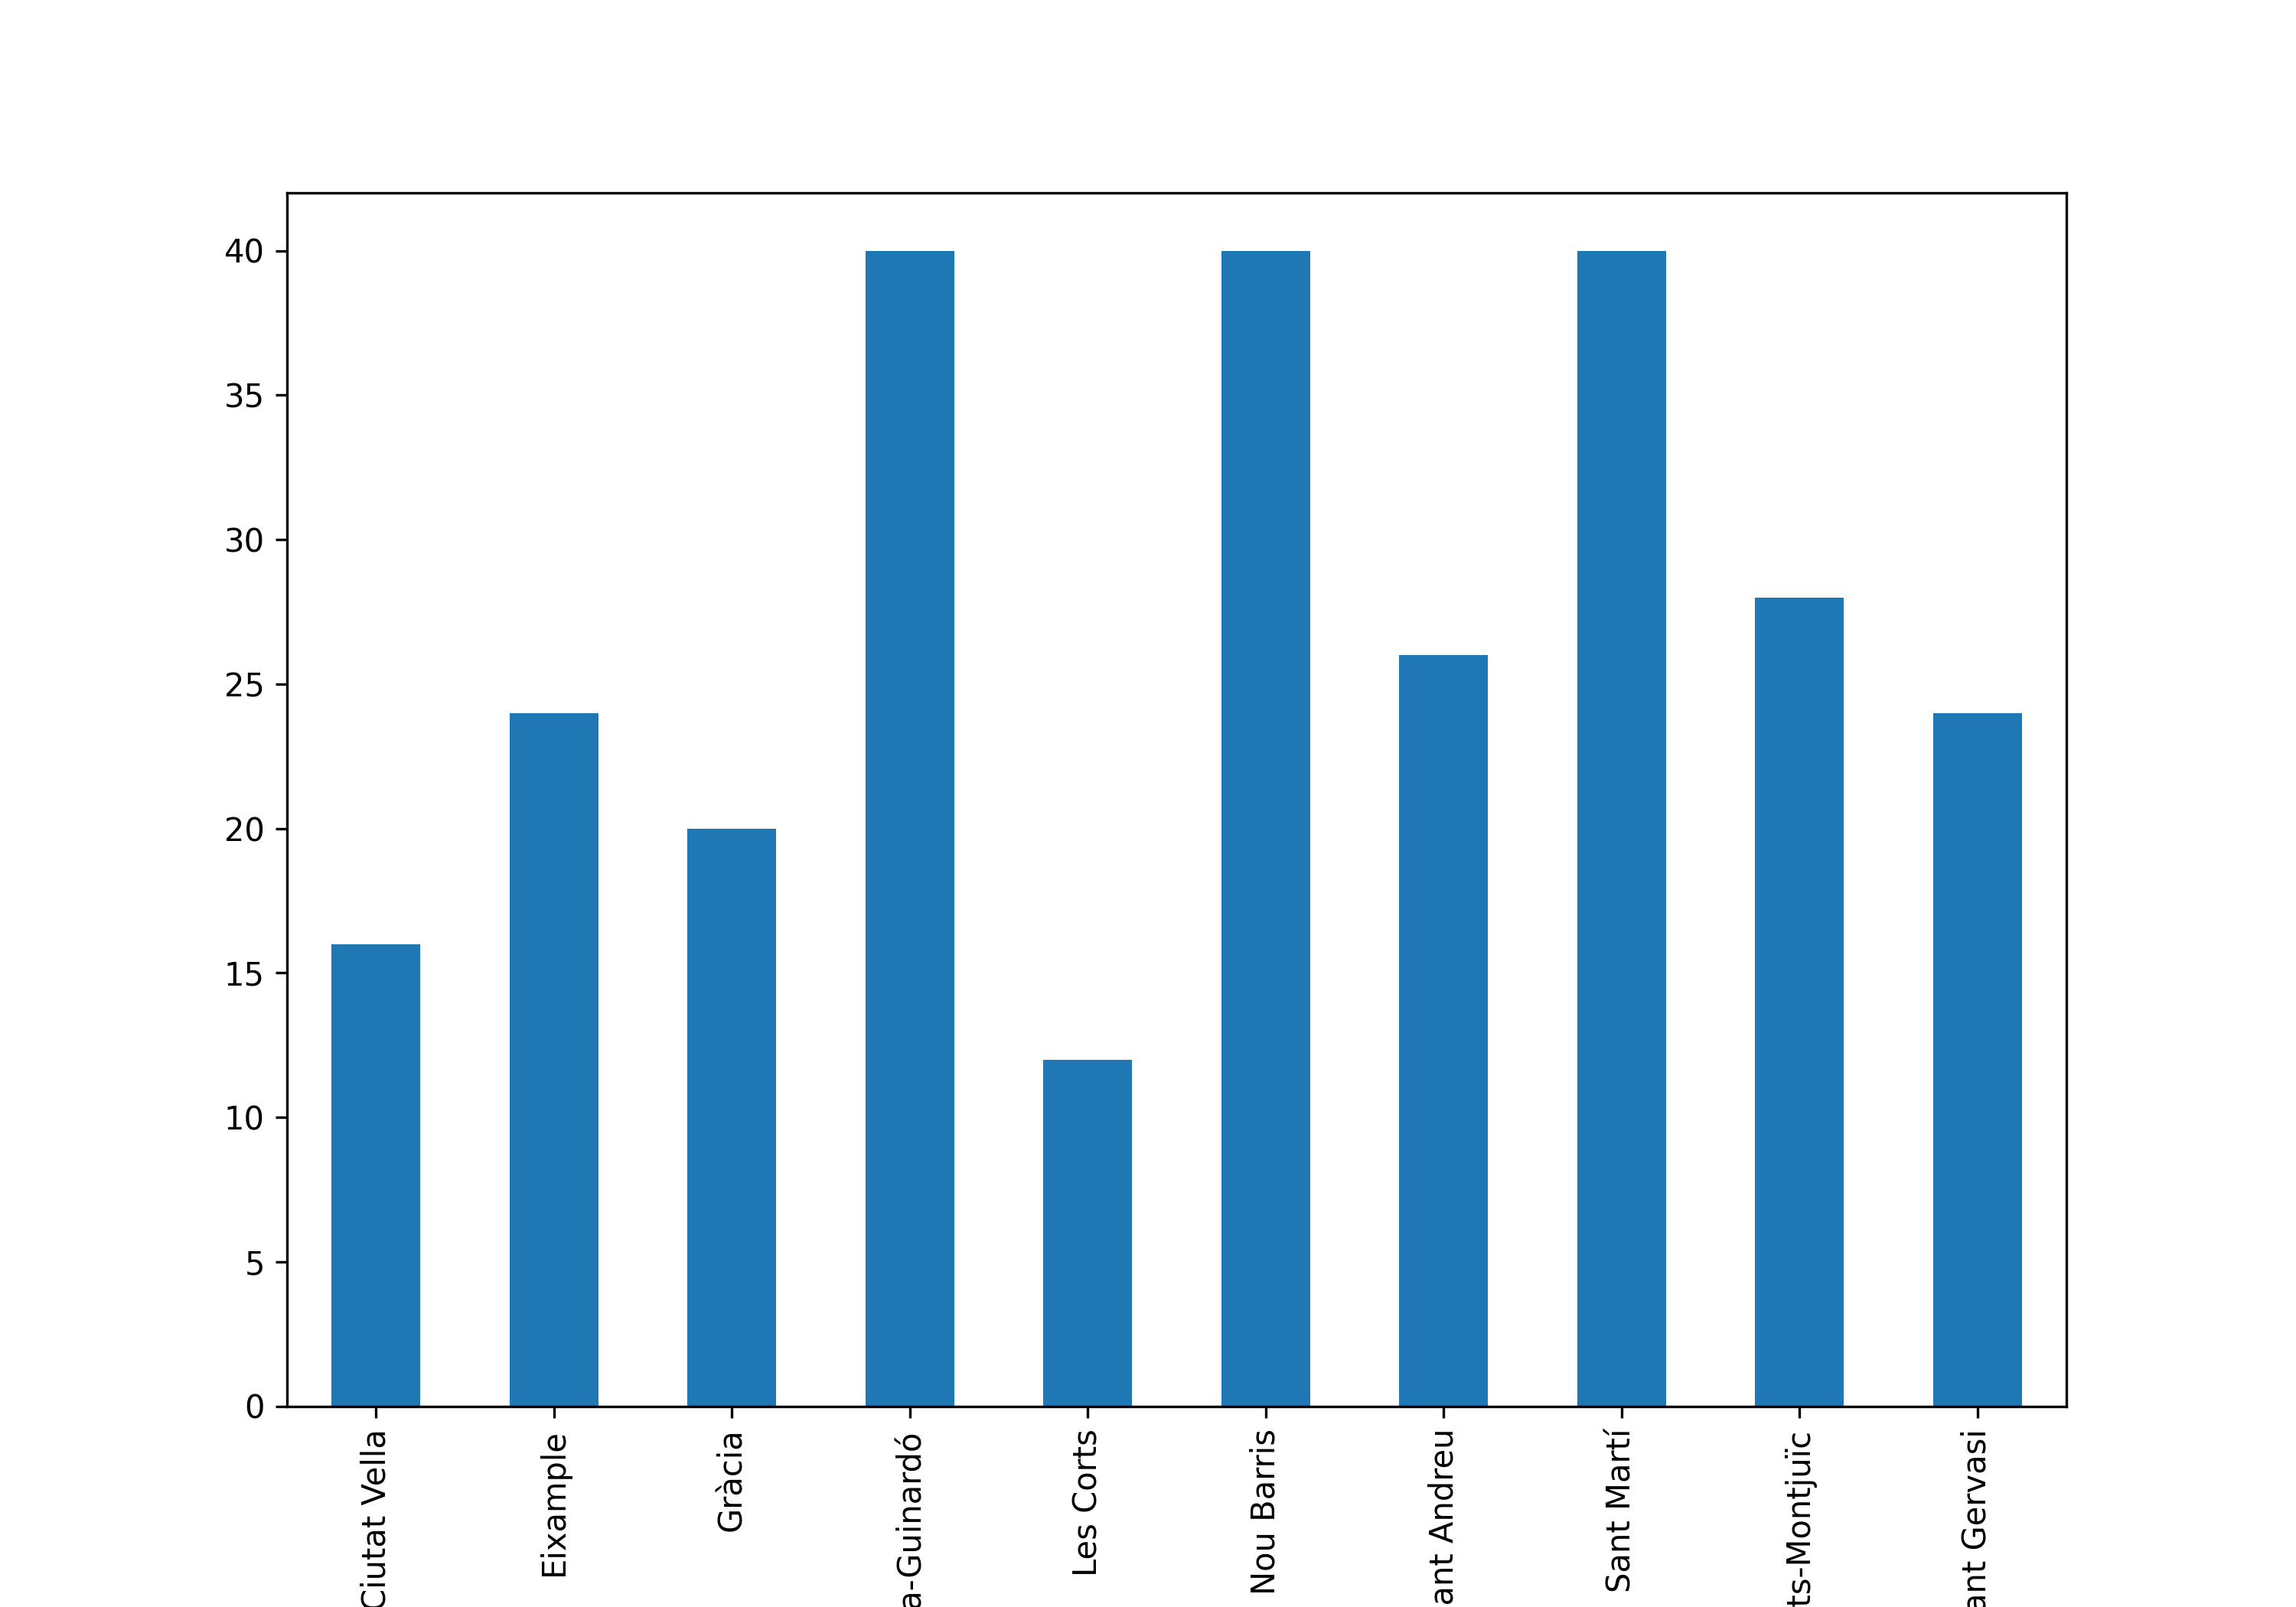 40
35
30
25
20
15
10
5
0
Ciutat Vella
Eixample
Gràcia
a-Guinardó
Les Corts
Nou Barris
ant Andreu
Sant Martí
ts-Montjuïc
ant Gervasi